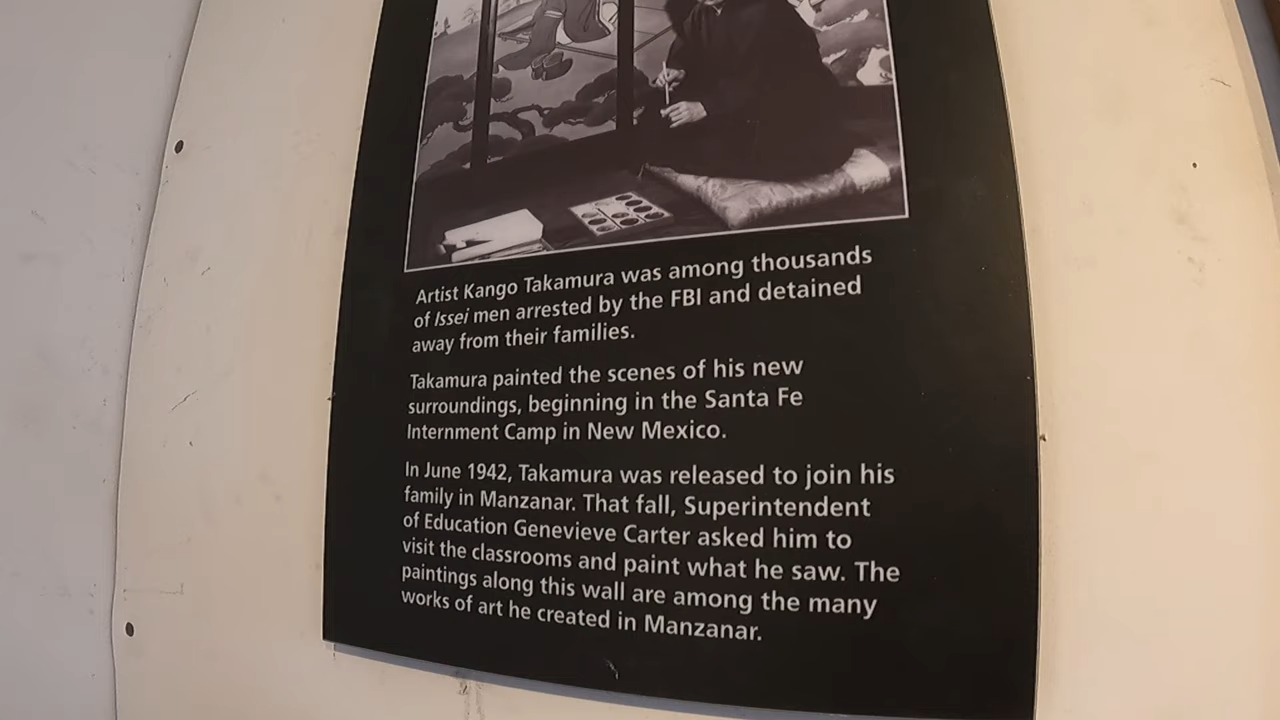 Artist Kango Takamura was among thousands
of Issei men arrested by the FBI and detained
away from their families.
Takamura painted the scenes of his new
surroundings, beginning in the Santa Fe
Internment Camp in New Mexico.
In June 1942, Takamura was released to join his
family in Manzanar. That fall, Superintendent
of Education Genevieve Carter asked him to
visit the classrooms and paint what he saw. The
paintings along this wall are among the many
works of art he created in Manzanar.